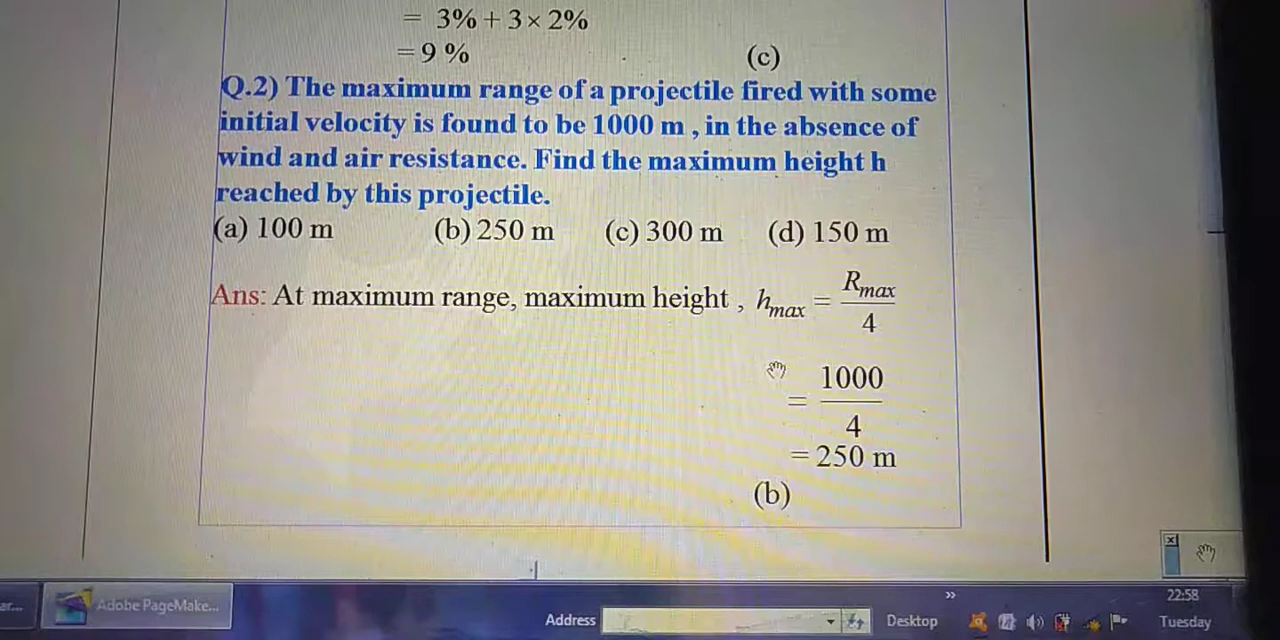 = 3% + 3 × 2%
= 9 %
(c)
Q.2) The maximum range of a projectile fired with some
initial velocity is found to be 1000 m , in the absence of
wind and air resistance. Find the maximum height h
reached by this projectile.
(a) 100 m (b) 250 m (c) 300 m (d) 150 m
Ans: At maximum range, maximum height , h_max = R_max / 4
= 1000 / 4
= 250 m
(b)
ar... Adobe PageMake... Address Desktop » 22:58
Tuesday